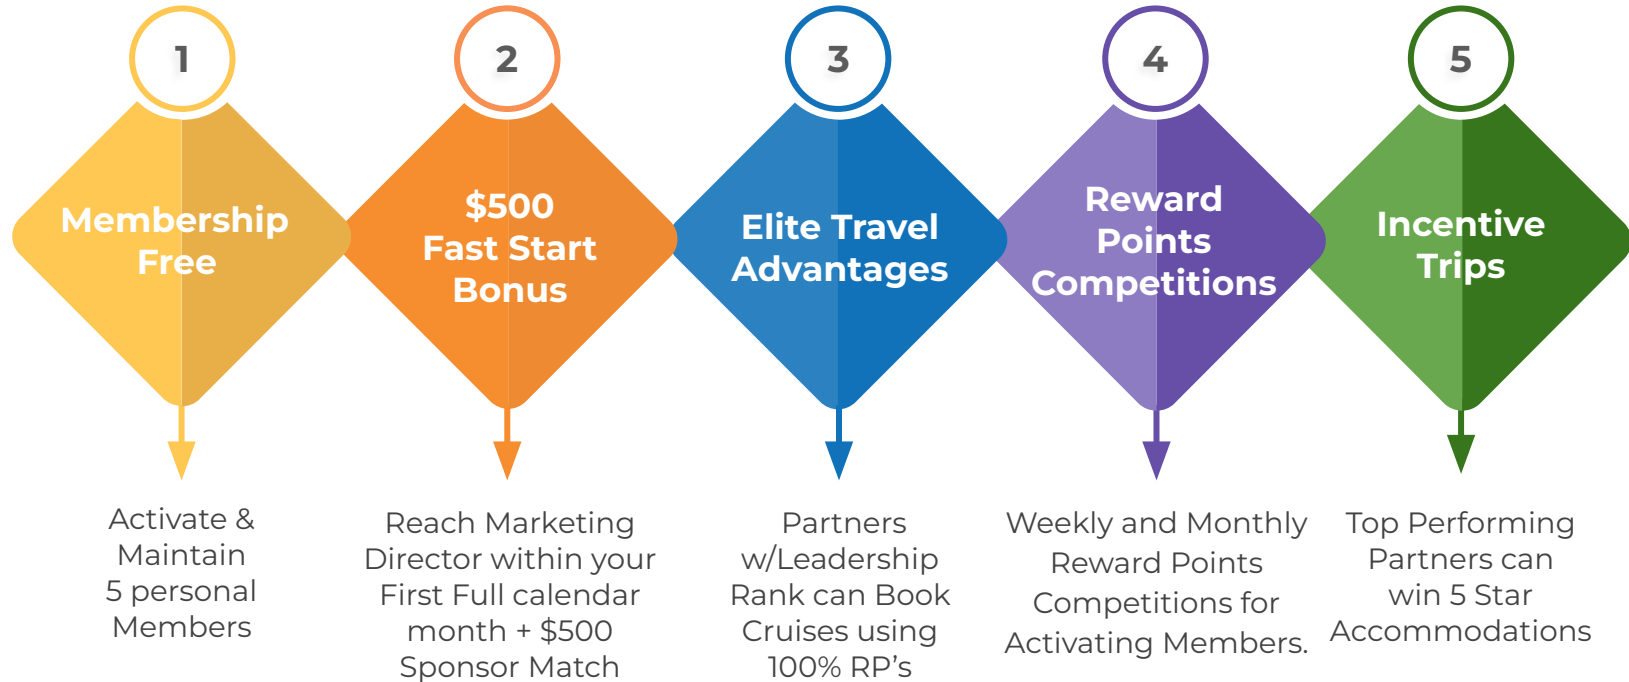 1
Membership
Free
Activate &
Maintain
5 personal
Members
2
$500
Fast Start
Bonus
Reach Marketing
Director within your
First Full calendar
month + $500
Sponsor Match
3
Elite Travel
Advantages
Partners
w/Leadership
Rank can Book
Cruises using
100% RP's
4
Reward
Points
Competitions
Weekly and Monthly
Reward Points
Competitions for
Activating Members.
5
Incentive
Trips
Top Performing
Partners can
win 5 Star
Accommodations